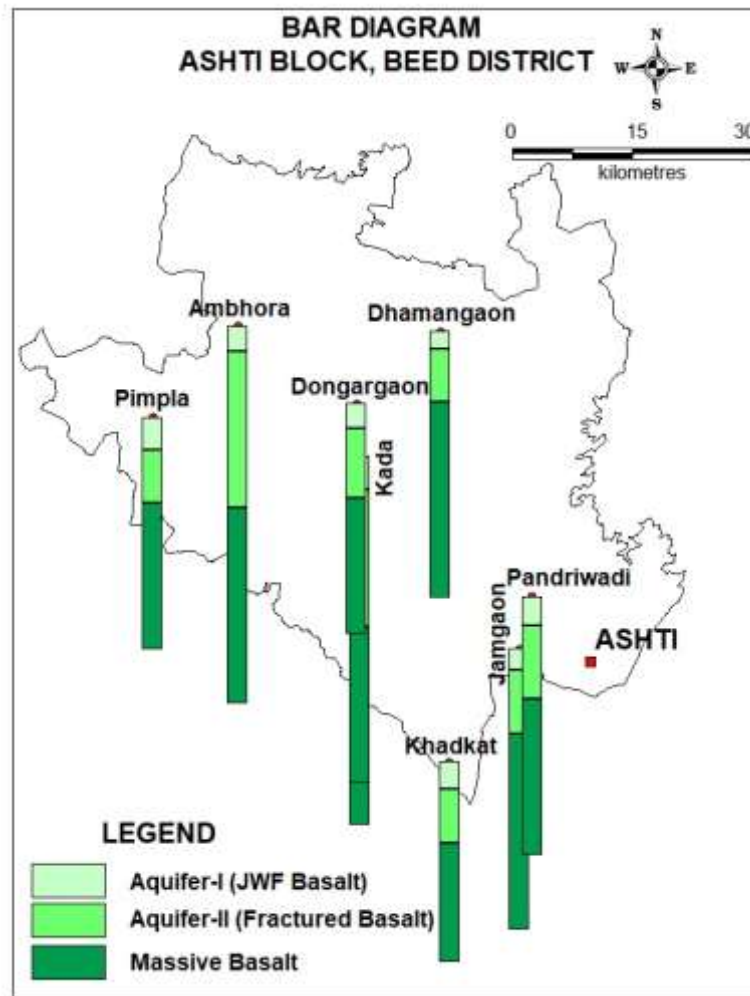 BAR DIAGRAM
ASHTI BLOCK, BEED DISTRICT
N
W E
S
0 15 30
kilometres
Ambhora
Dhamangaon
Pimpla
Dongargaon
Kada
Pandriwadi
Jamgaon
ASHTI
Khadkat
LEGEND
Aquifer-I (JWF Basalt)
Aquifer-II (Fractured Basalt)
Massive Basalt